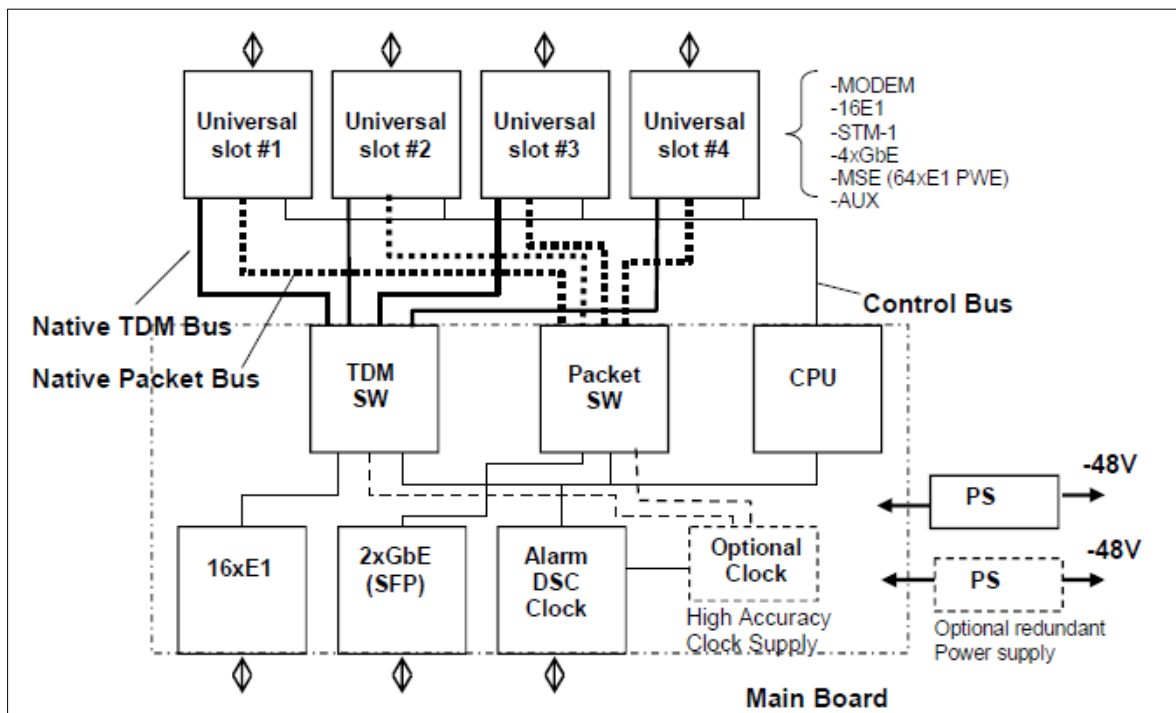 Universal
slot #1
Universal
slot #2
Universal
slot #3
Universal
slot #4
-MODEM
-16E1
-STM-1
-4xGbE
-MSE (64xE1 PWE)
-AUX
Native TDM Bus
Control Bus
Native Packet Bus
TDM
SW
Packet
SW
CPU
-48V
PS
16xE1
2xGbE
(SFP)
Alarm
DSC
Clock
Optional
Clock
High Accuracy
Clock Supply
-48V
PS
Optional redundant
Power supply
Main Board